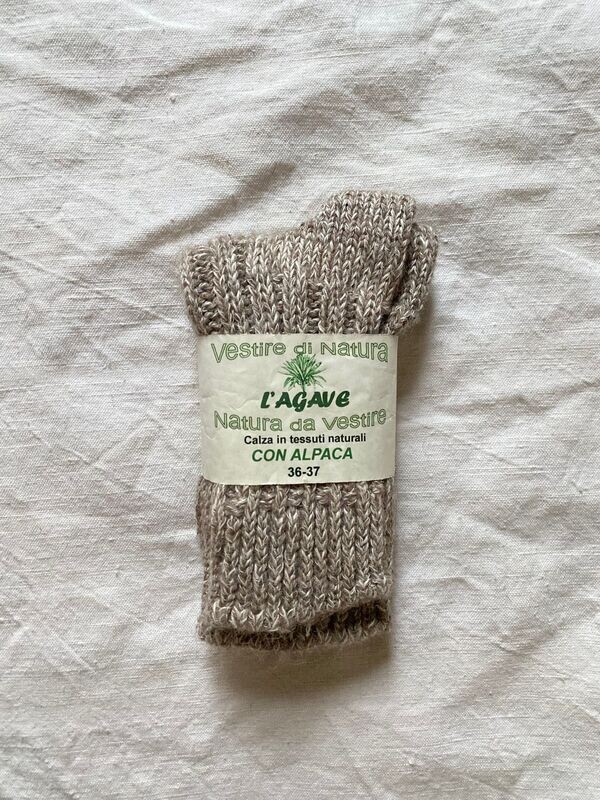 Vestire di Natura
L'AGAVE
Natura da Vestire
Calza in tessuti naturali
CON ALPACA
36-37